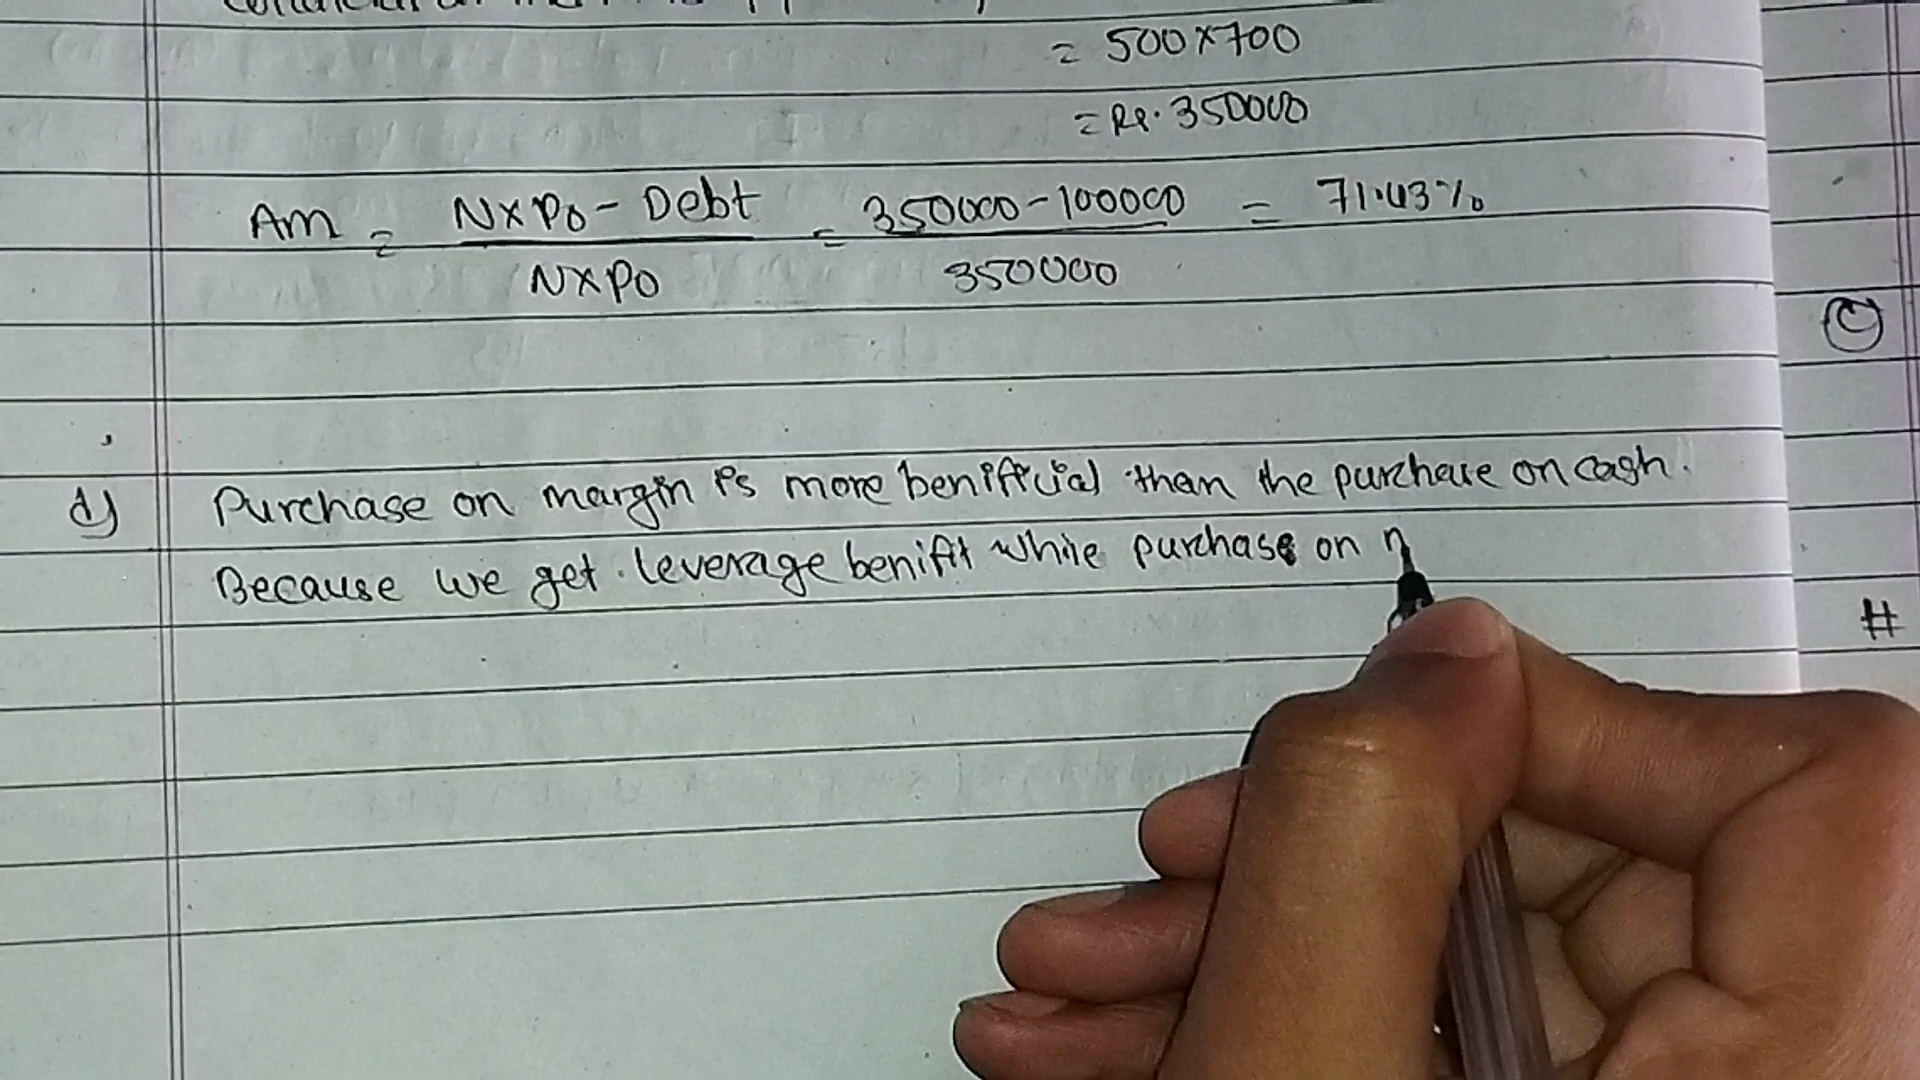 = 500×700
= Rs. 350000
Am = N×P0 - Debt / N×P0 = 350000 - 100000 / 350000 = 71.43%
c
d) Purchase on margin is more benificial than the purchase on cash.
Because we get leverage benifit while purchase on
#